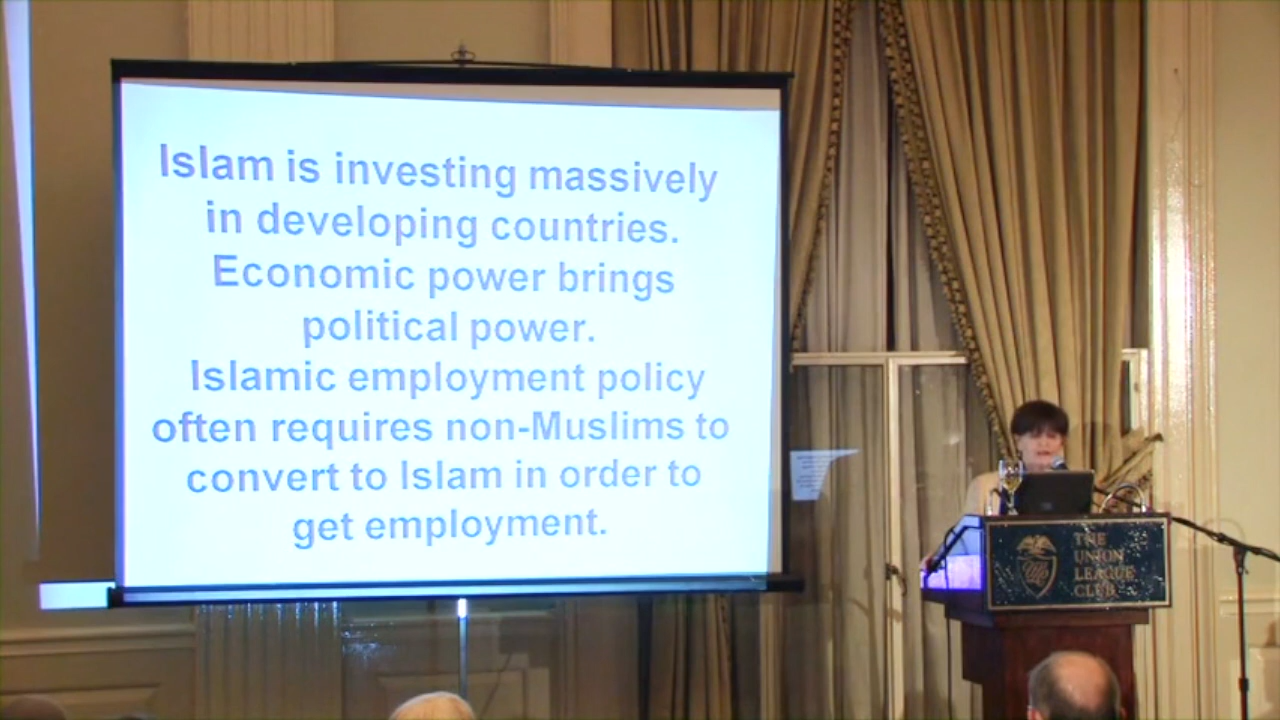 Islam is investing massively
in developing countries.
Economic power brings
political power.
Islamic employment policy
often requires non-Muslims to
convert to Islam in order to
get employment.
THE
UNION
LEAGUE
CLUB